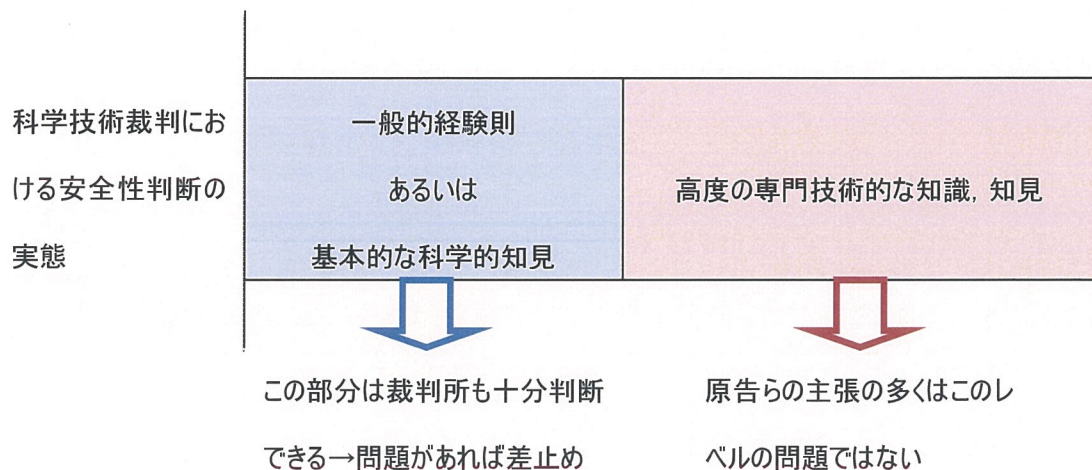 科学技術裁判にお
ける安全性判断の
実態
一般的経験則
あるいは
基本的な科学的知見
高度の専門技術的な知識，知見
この部分は裁判所も十分判断
できる→問題があれば差止め
原告らの主張の多くはこのレ
ベルの問題ではない